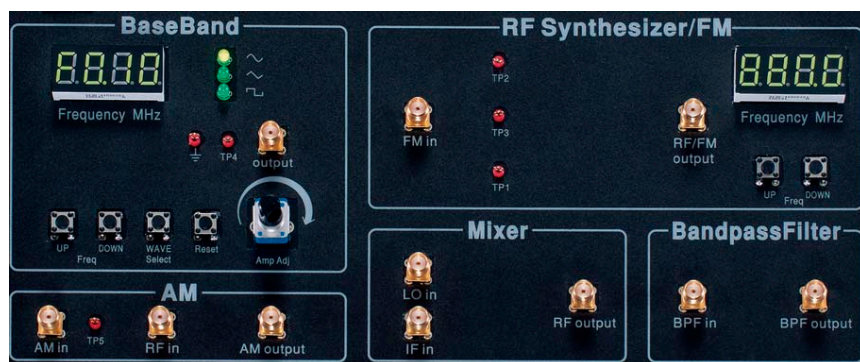 BaseBand
Frequency MHz
TP4
output
UP
DOWN
WAVE
Select
Reset
Freq
Amp Adj
RF Synthesizer/FM
TP2
FM in
TP3
TP1
RF/FM
output
Frequency MHz
UP
DOWN
Freq
AM
AM in
TP5
RF in
AM output
Mixer
LO in
IF in
RF output
BandpassFilter
BPF in
BPF output